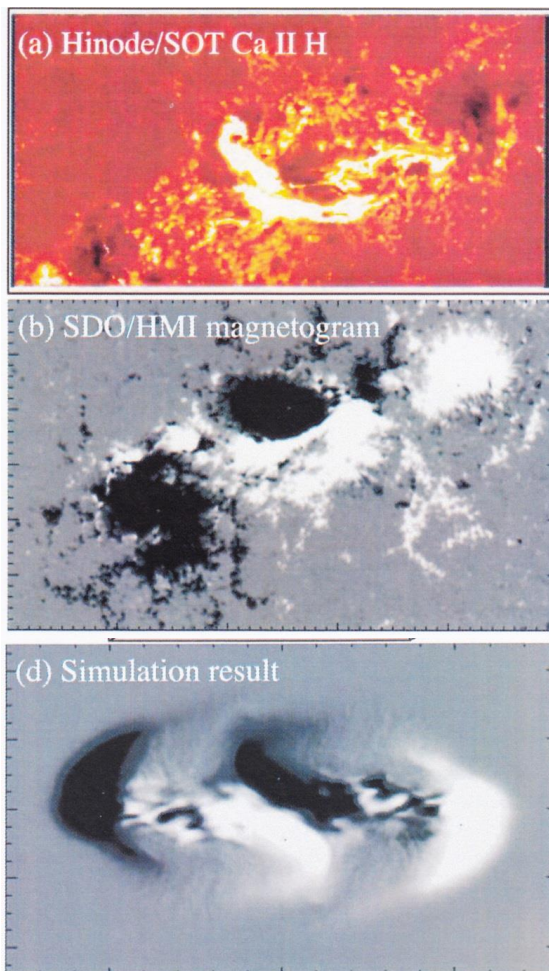 (a) Hinode/SOT Ca II H
(b) SDO/HMI magnetogram
(d) Simulation result